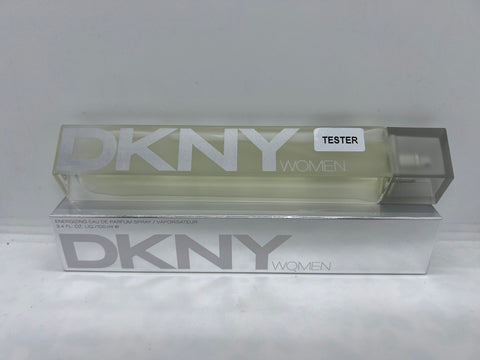 TESTER
DKNY WOMEN
ENERGIZING EAU DE PARFUM SPRAY / VAPORISATEUR
3.4 FL. OZ. LIQ./100 ml ℮
DKNY WOMEN